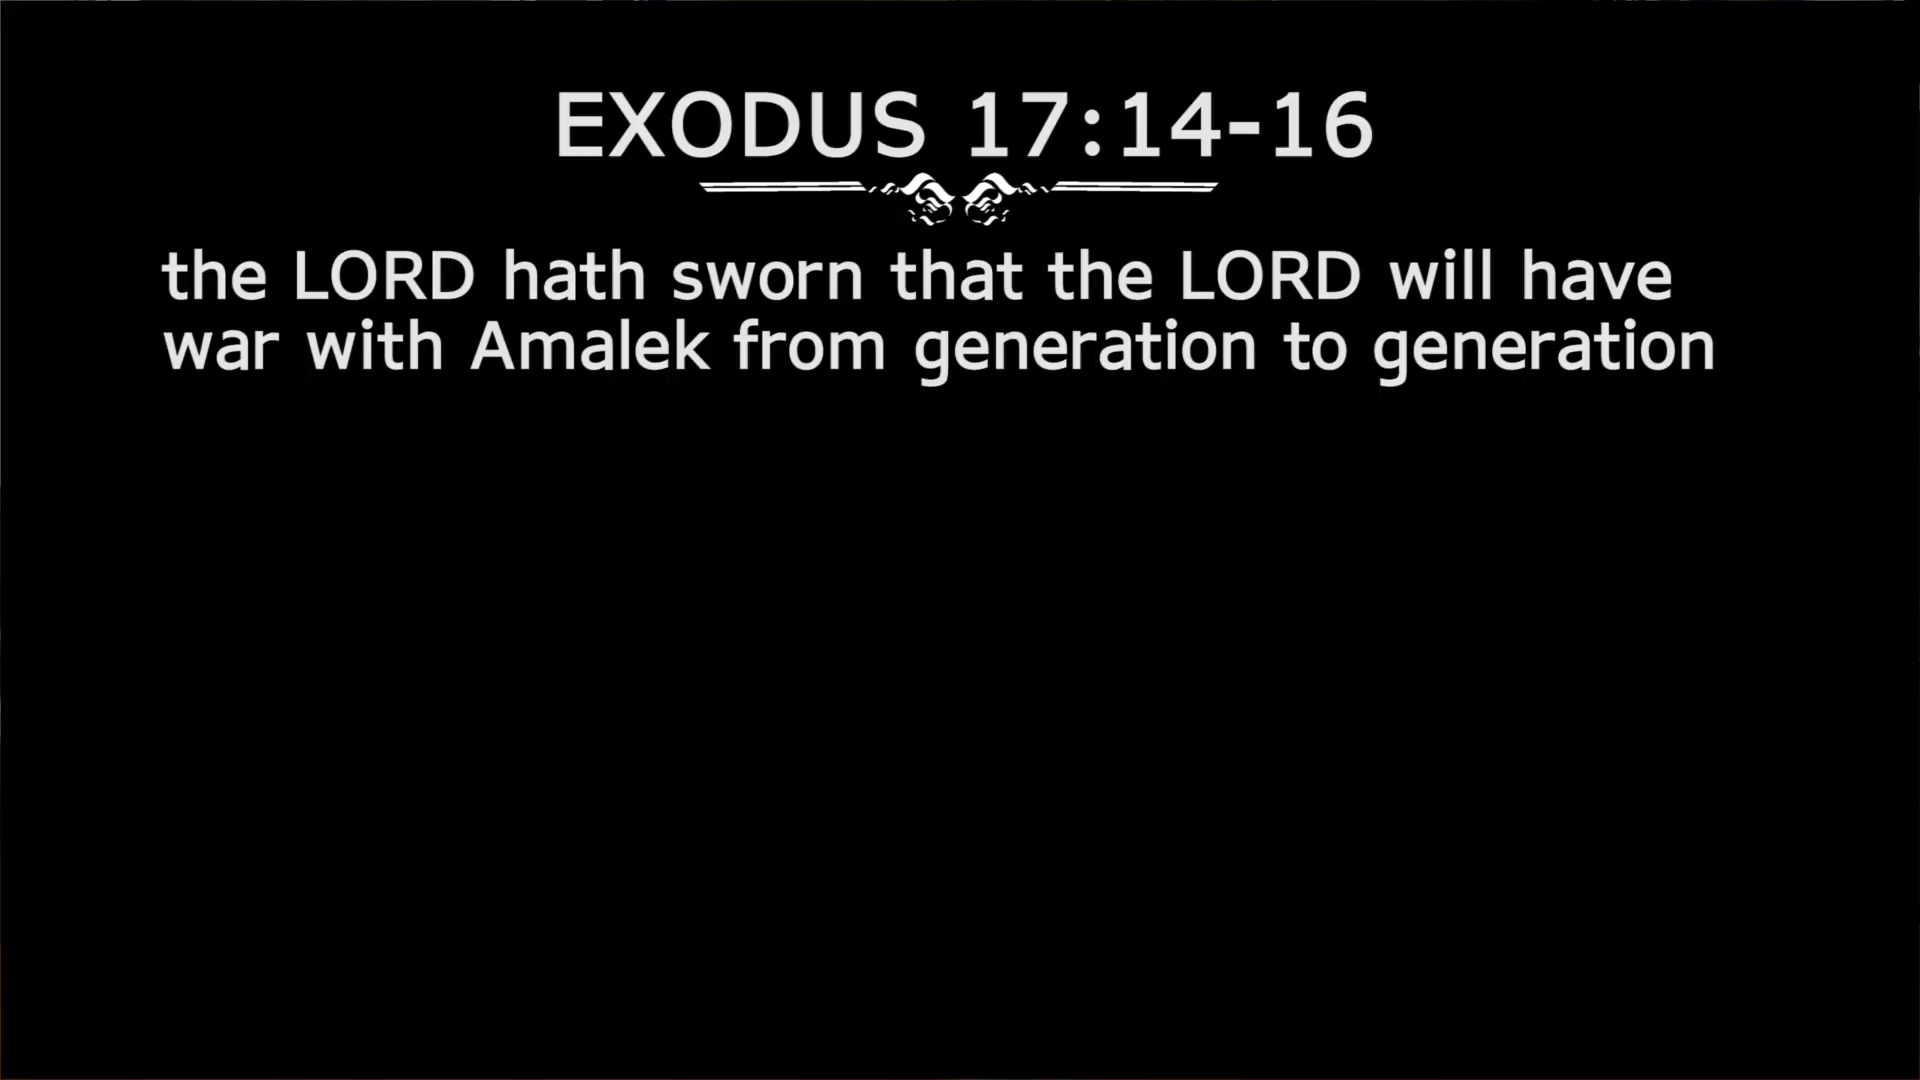 EXODUS 17:14-16
the LORD hath sworn that the LORD will have
war with Amalek from generation to generation